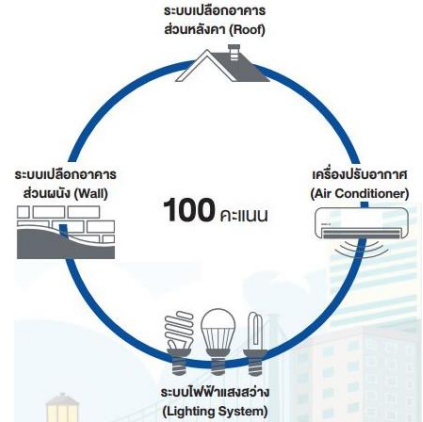 ระบบเปลือกอาคาร
ส่วนหลังคา (Roof)
ระบบเปลือกอาคาร
ส่วนผนัง (Wall)
100 คะแนน
เครื่องปรับอากาศ
(Air Conditioner)
ระบบไฟฟ้าแสงสว่าง
(Lighting System)